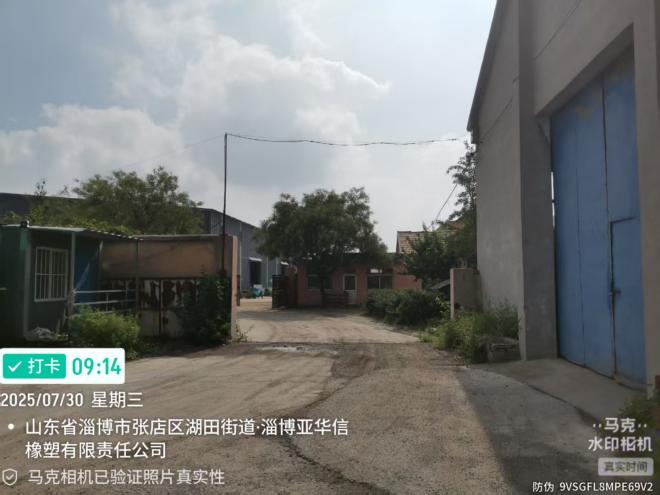 打卡 09:14
2025/07/30 星期三
山东省淄博市张店区湖田街道·淄博亚华信
橡塑有限责任公司
马克相机已验证照片真实性
马克
水印相机
真实时间
防伪 9VSGFL8MPE69V2